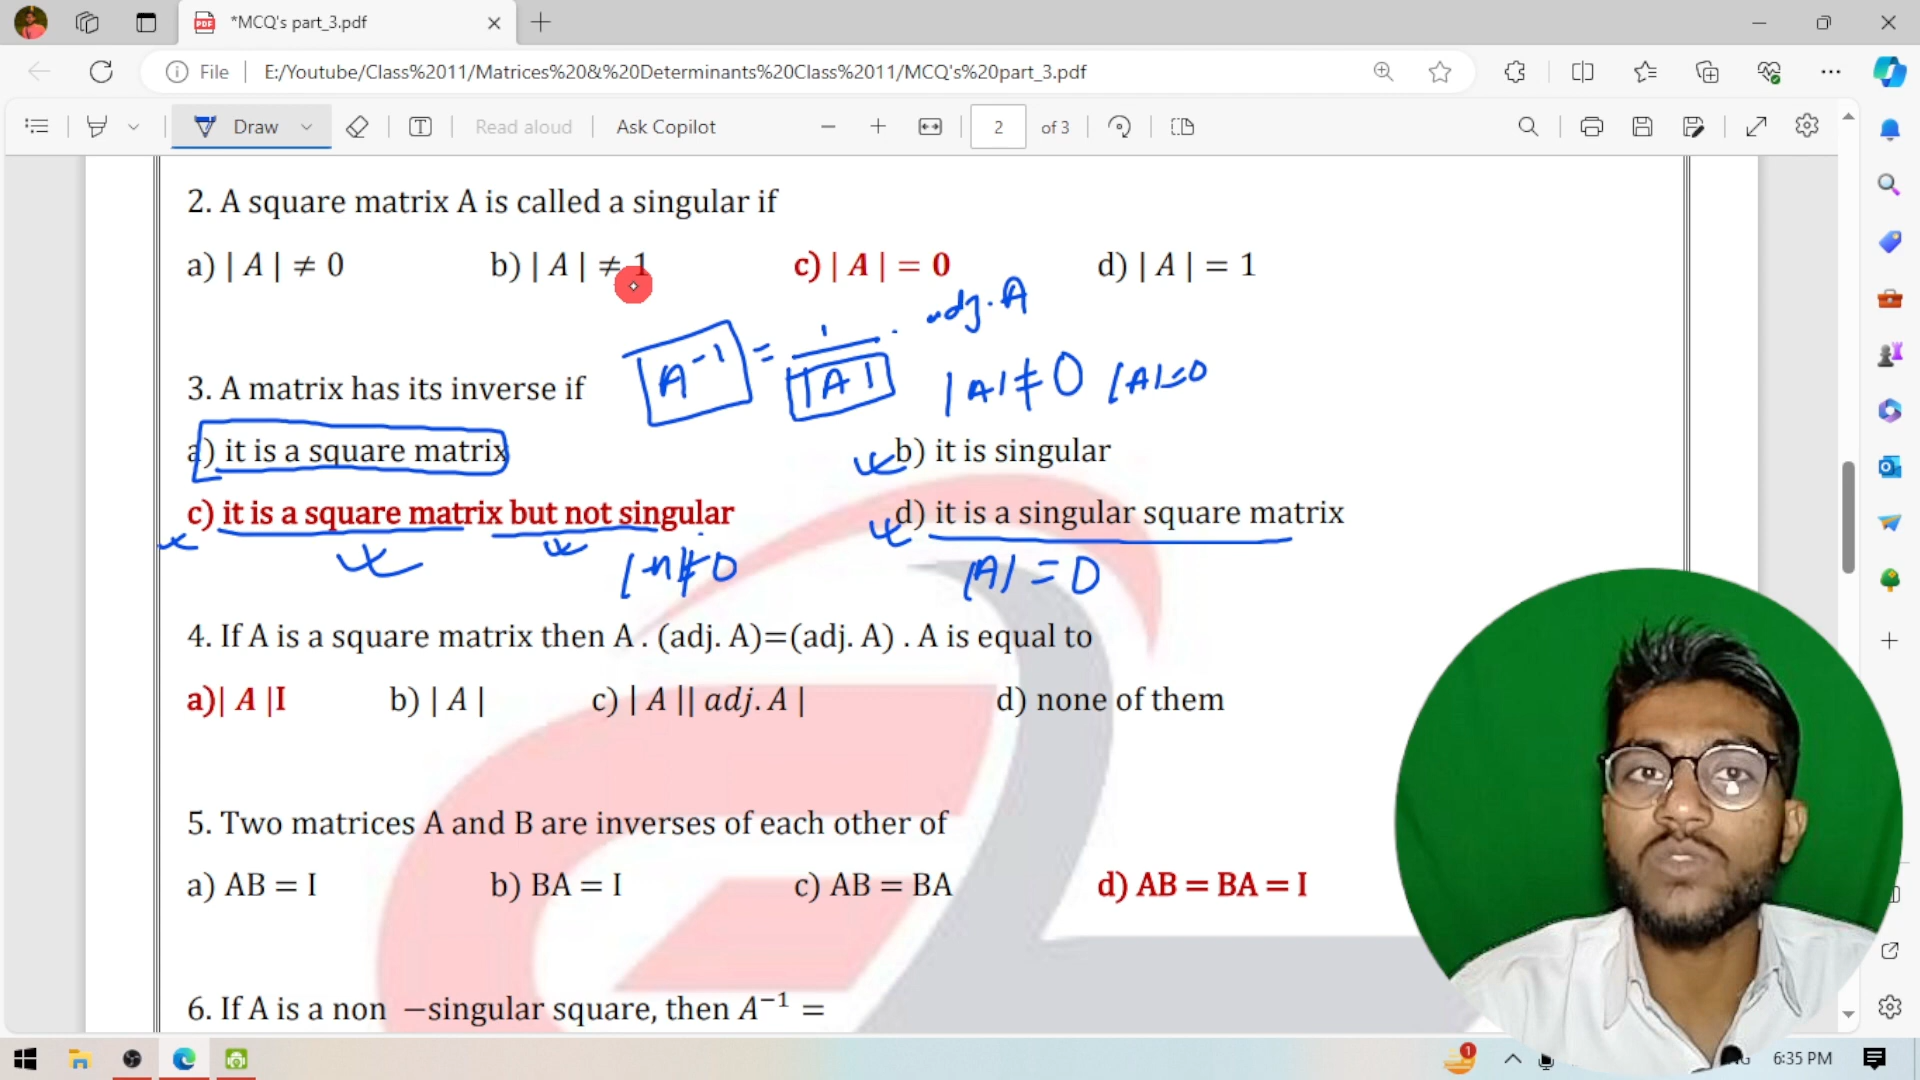 *MCQ's part_3.pdf
File E:/Youtube/Class%2011/Matrices%20&%20Determinants%20Class%2011/MCQ's%20part_3.pdf
Draw Read aloud Ask Copilot 2 of 3
2. A square matrix A is called a singular if
a) | A | ≠ 0 b) | A | ≠ 1 c) | A | = 0 d) | A | = 1
A⁻¹ = 1/|A| . adj. A
|A| ≠ 0 |A| = 0
3. A matrix has its inverse if
a) it is a square matrix b) it is singular
c) it is a square matrix but not singular d) it is a singular square matrix
≠ 0 |A| = 0
4. If A is a square matrix then A . (adj. A)=(adj. A) . A is equal to
a)| A |I b) | A | c) | A || adj. A | d) none of them
5. Two matrices A and B are inverses of each other of
a) AB = I b) BA = I c) AB = BA d) AB = BA = I
6. If A is a non −singular square, then A⁻¹ =
1
6:35 PM